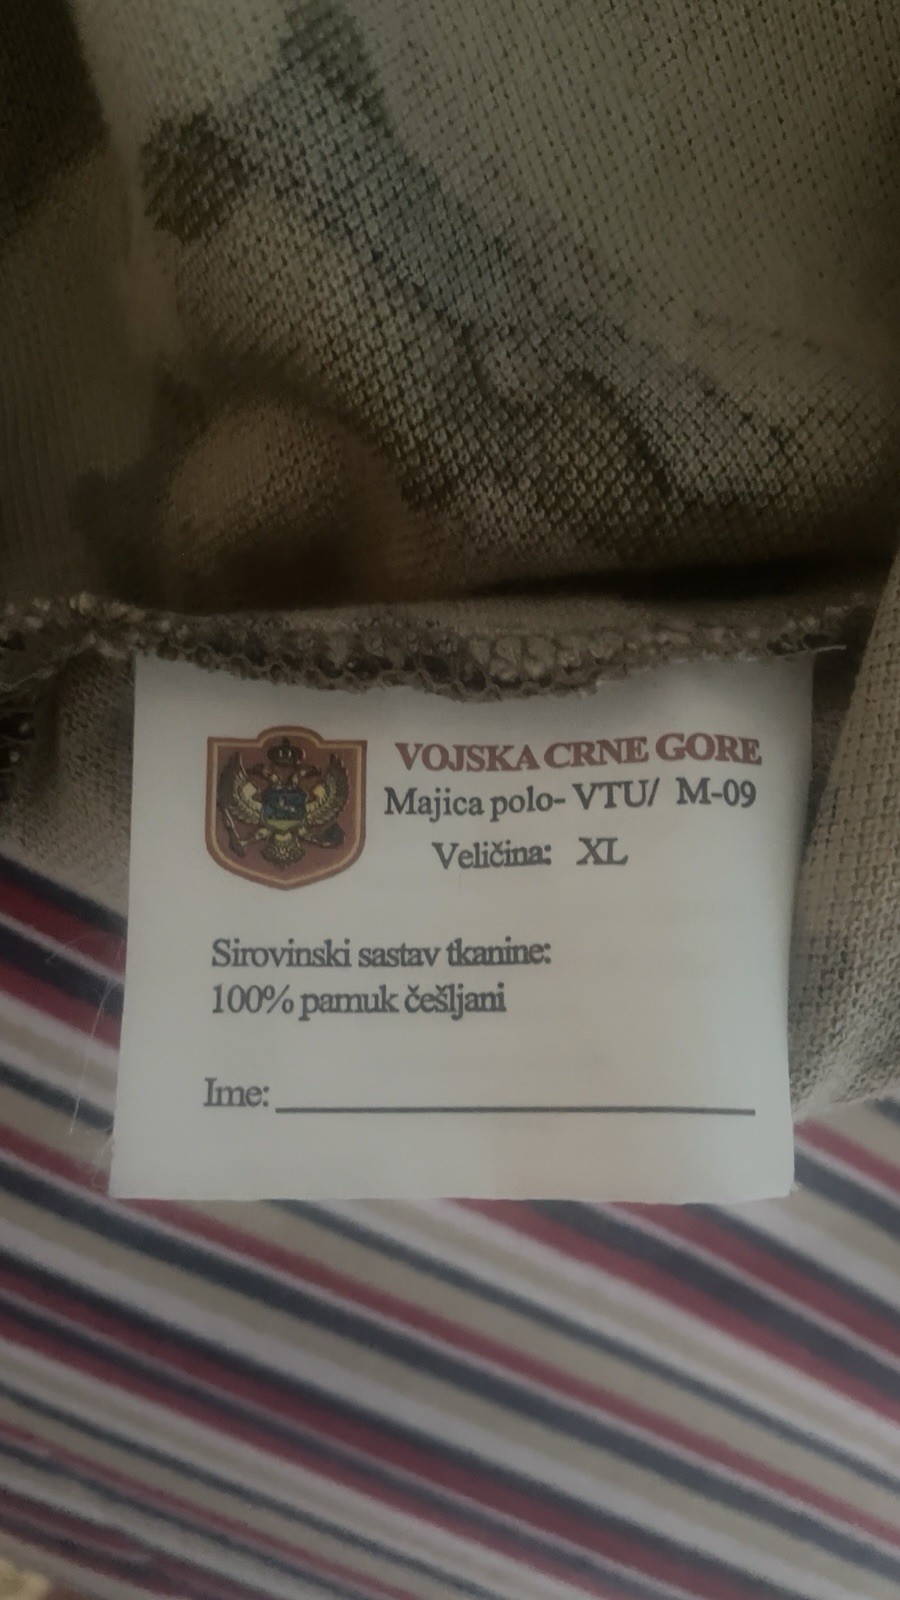 VOJSKA CRNE GORE
Majica polo- VTU/ M-09
Veličina: XL
Sirovinski sastav tkanine:
100% pamuk češljani
Ime: